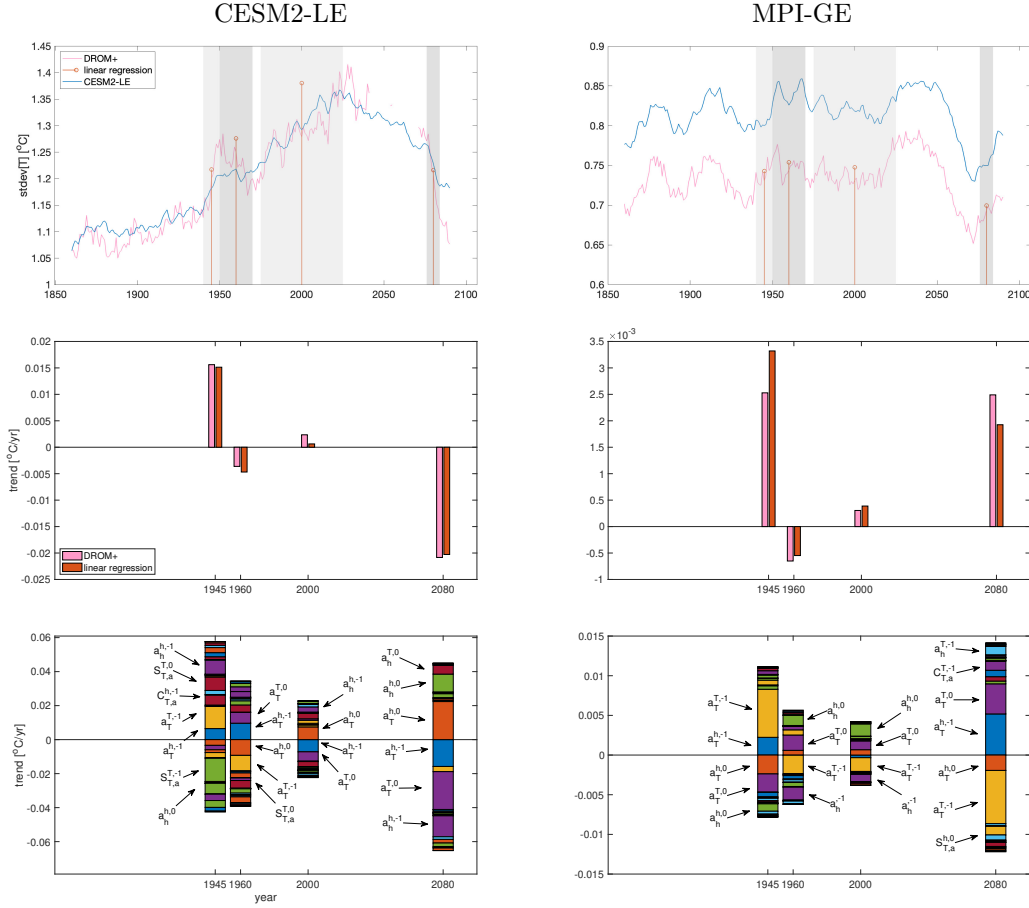 CESM2-LE
MPI-GE
1.45
1.4
1.35
1.3
1.25
1.2
1.15
1.1
1.05
1
stdev[T] [°C]
DROM+
linear regression
CESM2-LE
1850
1900
1950
2000
2050
2100
0.9
0.85
0.8
0.75
0.7
0.65
0.6
1850
1900
1950
2000
2050
2100
0.02
0.015
0.01
0.005
0
-0.005
-0.01
-0.015
-0.02
-0.025
trend [°C/yr]
DROM+
linear regression
1945 1960
2000
2080
×10⁻³
3.5
3
2.5
2
1.5
1
0.5
0
-0.5
-1
1945 1960
2000
2080
0.06
0.04
0.02
0
-0.02
-0.04
-0.06
trend [°C/yr]
a_h^{h,-1}
S_{T,a}^{T,0}
C_{T,a}^{h,-1}
a_T^{T,-1}
a_T^{h,-1}
S_{T,a}^{T,-1}
a_h^{h,0}
a_T^{T,0}
a_T^{h,-1}
a_T^{h,0}
a_T^{T,-1}
S_{T,a}^{T,0}
a_h^{h,-1}
a_T^{h,0}
a_T^{h,-1}
a_T^{T,0}
a_h^{T,0}
a_h^{h,0}
a_T^{h,0}
a_T^{h,-1}
a_T^{T,0}
a_h^{h,-1}
1945 1960
2000
2080
year
0.015
0.01
0.005
0
-0.005
-0.01
-0.015
a_T^{T,-1}
a_T^{h,-1}
a_T^{h,0}
a_T^{T,0}
a_h^{h,0}
a_h^{h,0}
a_T^{T,0}
a_T^{T,-1}
a_h^{,-1}
a_h^{h,0}
a_T^{T,0}
a_T^{T,-1}
a_h^{,-1}
a_h^{T,-1}
C_{T,a}^{T,-1}
a_T^{T,0}
a_T^{h,-1}
a_T^{h,0}
a_T^{T,-1}
S_{T,a}^{h,0}
1945 1960
2000
2080